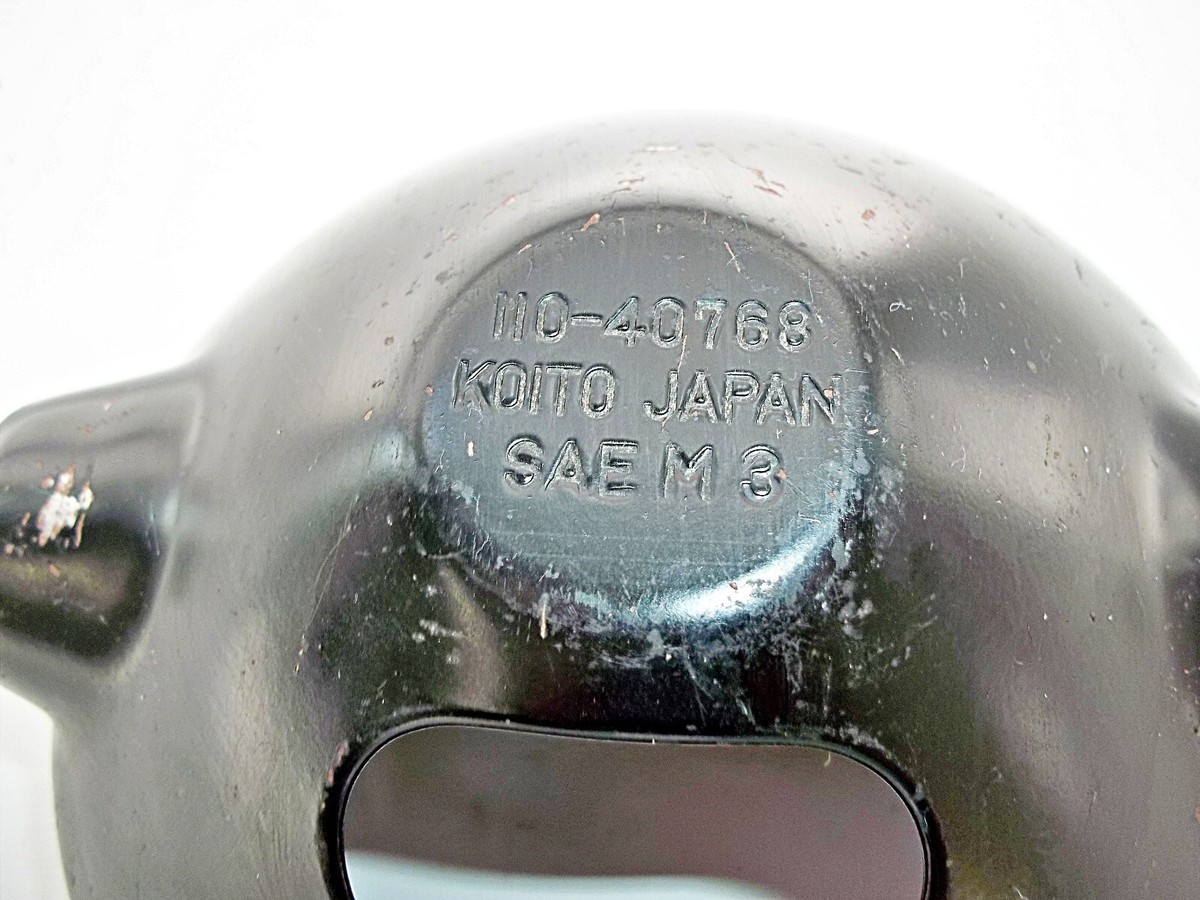 110-40768
KOITO JAPAN
SAE M 3